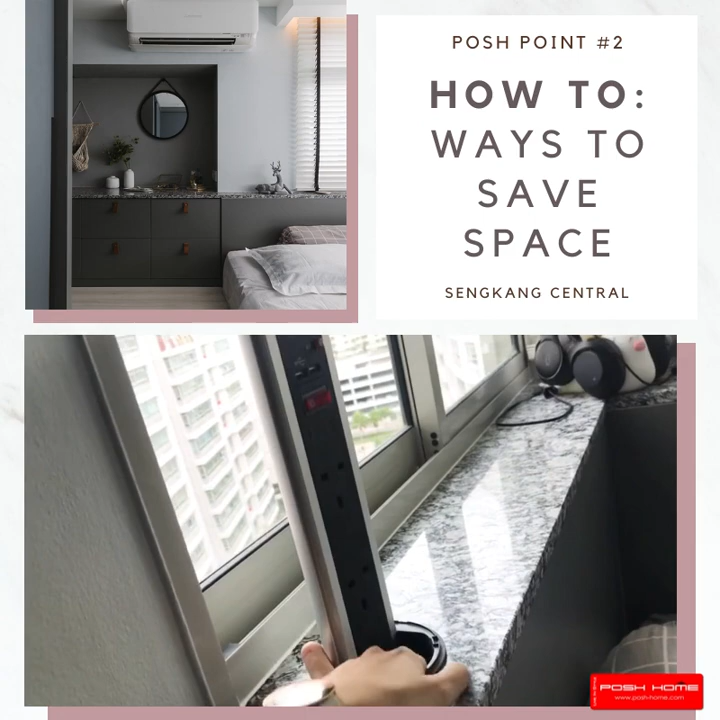 POSH POINT #2
HOW TO:
WAYS TO
SAVE
SPACE
SENGKANG CENTRAL
POSH HOME
www.posh-home.com